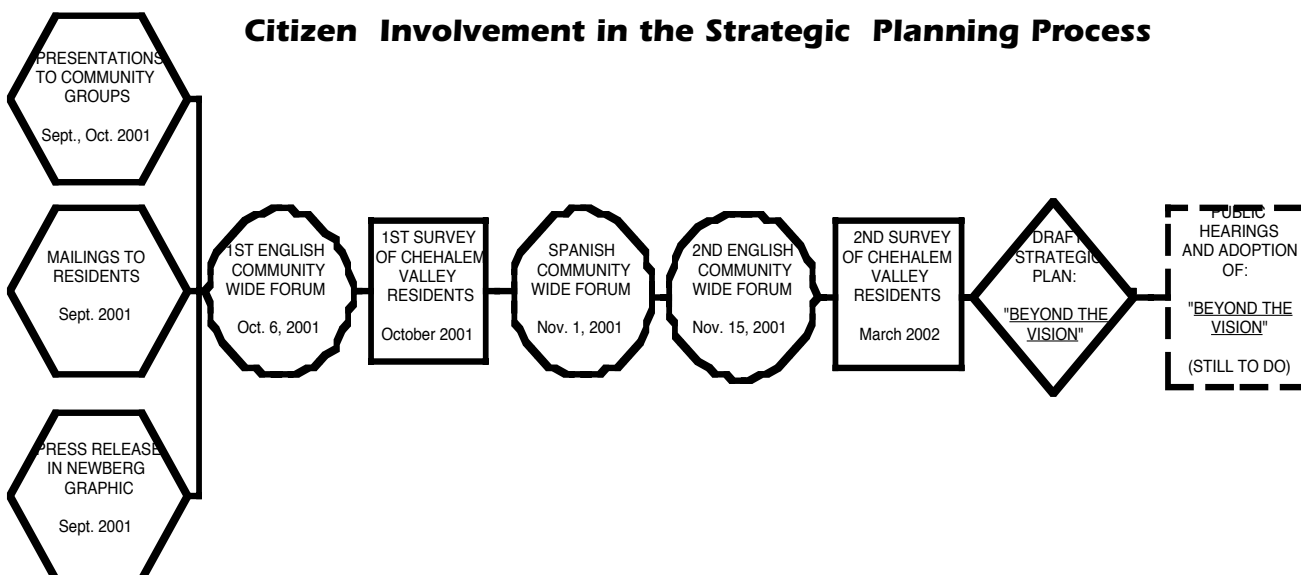 Citizen Involvement in the Strategic Planning Process
PRESENTATIONS
TO COMMUNITY
GROUPS
Sept., Oct. 2001
MAILINGS TO
RESIDENTS
Sept. 2001
PRESS RELEASE
IN NEWBERG
GRAPHIC
Sept. 2001
1ST ENGLISH
COMMUNITY
WIDE FORUM
Oct. 6, 2001
1ST SURVEY
OF CHEHALEM
VALLEY
RESIDENTS
October 2001
SPANISH
COMMUNITY
WIDE FORUM
Nov. 1, 2001
2ND ENGLISH
COMMUNITY
WIDE FORUM
Nov. 15, 2001
2ND SURVEY
OF CHEHALEM
VALLEY
RESIDENTS
March 2002
DRAFT
STRATEGIC
PLAN:
"BEYOND THE
VISION"
PUBLIC
HEARINGS
AND ADOPTION
OF:
"BEYOND THE
VISION"
(STILL TO DO)